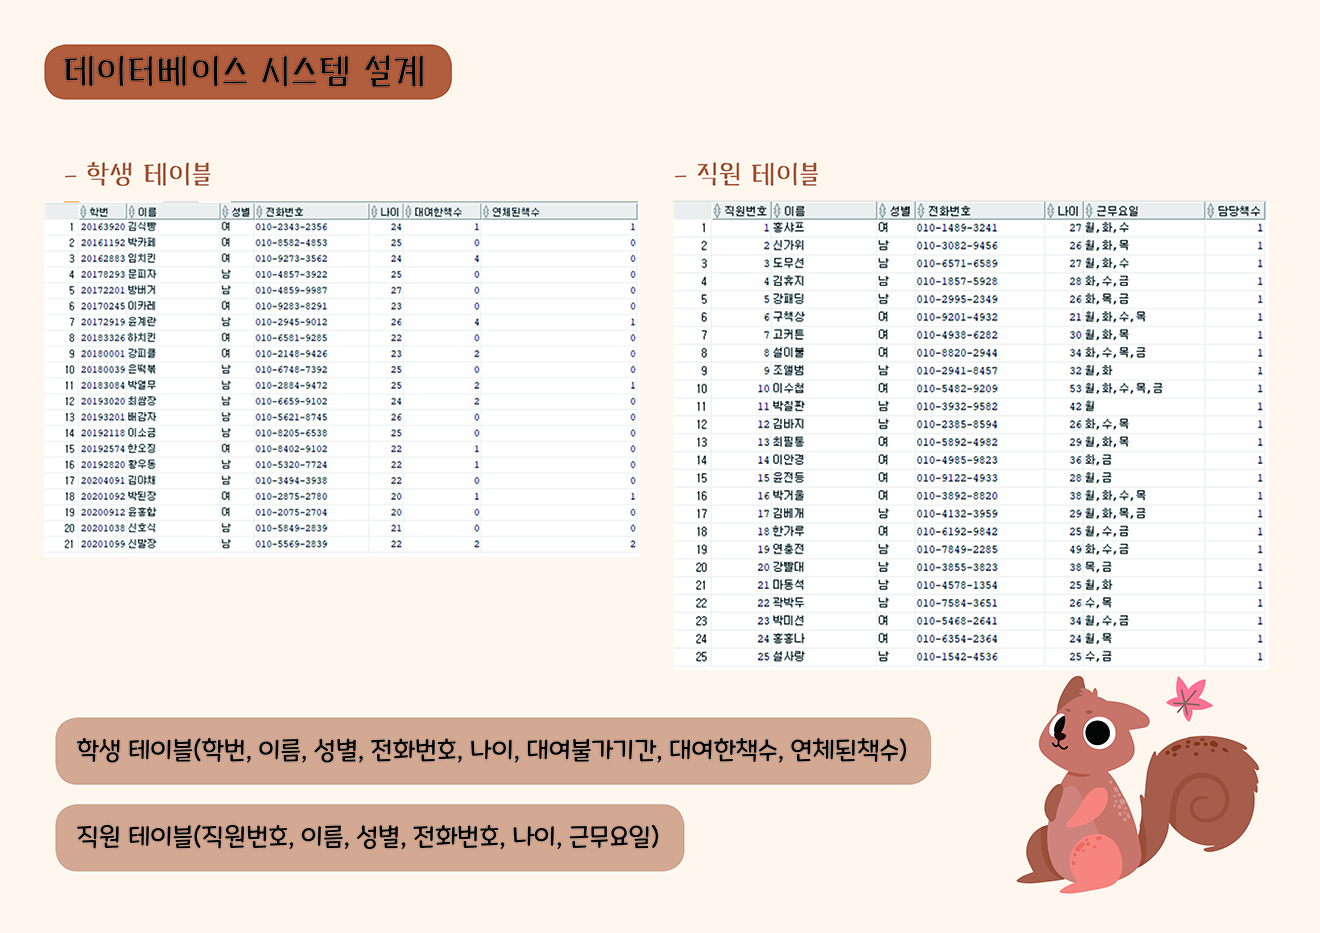 데이터베이스 시스템 설계
- 학생 테이블
학번 이름 성별 전화번호 나이 대여한책수 연체된책수
1 20163920 김식빵 여 010-2343-2356 24 1 1
2 20161192 박카페 남 010-8582-4853 25 0 0
3 20162883 임치킨 여 010-9273-3562 24 4 0
4 20178293 문피자 남 010-4857-3922 25 0 0
5 20172201 방버거 남 010-4859-9987 27 0 0
6 20170245 이카레 여 010-9283-8291 23 0 0
7 20172919 윤계란 남 010-2945-9012 26 4 1
8 20183326 하치킨 여 010-6581-9285 22 0 0
9 20180001 강피클 여 010-2148-9426 23 2 0
10 20180039 은떡볶 남 010-6748-7392 25 0 0
11 20183084 박열무 남 010-2884-9472 25 2 1
12 20193020 최쌈장 남 010-6659-9102 24 2 0
13 20193201 배감자 남 010-5621-8745 26 0 0
14 20192118 이소금 남 010-8205-6538 25 0 0
15 20192574 한오징 여 010-8402-9102 22 1 0
16 20192820 황우동 남 010-5320-7724 22 1 0
17 20204091 김야채 남 010-3494-3938 22 0 0
18 20201092 박된장 여 010-2875-2780 20 1 1
19 20200912 윤홍합 여 010-2075-2704 20 0 0
20 20201038 신호식 남 010-5849-2839 21 0 0
21 20201099 신발장 남 010-5569-2839 22 2 2
- 직원 테이블
직원번호 이름 성별 전화번호 나이 근무요일 담당책수
1 1 홍샤프 여 010-1489-3241 27 월,화,수 1
2 2 신가위 남 010-3082-9456 26 월,화,목 1
3 3 도무선 남 010-6571-6589 27 월,화,수 1
4 4 김휴지 남 010-1857-5928 28 화,수,금 1
5 5 강패딩 남 010-2995-2349 26 화,목,금 1
6 6 구책상 여 010-9201-4932 21 월,화,수,목 1
7 7 고커튼 여 010-4938-6282 30 월,화,목 1
8 8 설이불 여 010-8820-2944 34 화,수,목,금 1
9 9 조앨범 남 010-2941-8457 32 월,화 1
10 10 이수첩 여 010-5482-9209 53 월,화,수,목,금 1
11 11 박칠판 남 010-3932-9582 42 월 1
12 12 김바지 남 010-2385-8594 26 화,수,목 1
13 13 최필통 여 010-5892-4982 29 월,화,목 1
14 14 이안경 여 010-4985-9823 36 화,금 1
15 15 윤전등 여 010-9122-4933 28 월,금 1
16 16 박거울 여 010-3892-8820 38 월,화,수,목 1
17 17 김베개 남 010-4132-3959 29 월,화,목,금 1
18 18 한가루 여 010-6192-9842 25 월,수,금 1
19 19 연충전 남 010-7849-2285 49 화,수,금 1
20 20 강빨대 남 010-3855-3823 38 목,금 1
21 21 마동석 남 010-4578-1354 25 월,화 1
22 22 곽박두 남 010-7584-3651 26 수,목 1
23 23 박미선 여 010-5468-2641 34 월,수,금 1
24 24 홍홍나 여 010-6354-2364 24 월,목 1
25 25 설사랑 남 010-1542-4536 25 수,금 1
학생 테이블(학번, 이름, 성별, 전화번호, 나이, 대여불가기간, 대여한책수, 연체된책수)
직원 테이블(직원번호, 이름, 성별, 전화번호, 나이, 근무요일)